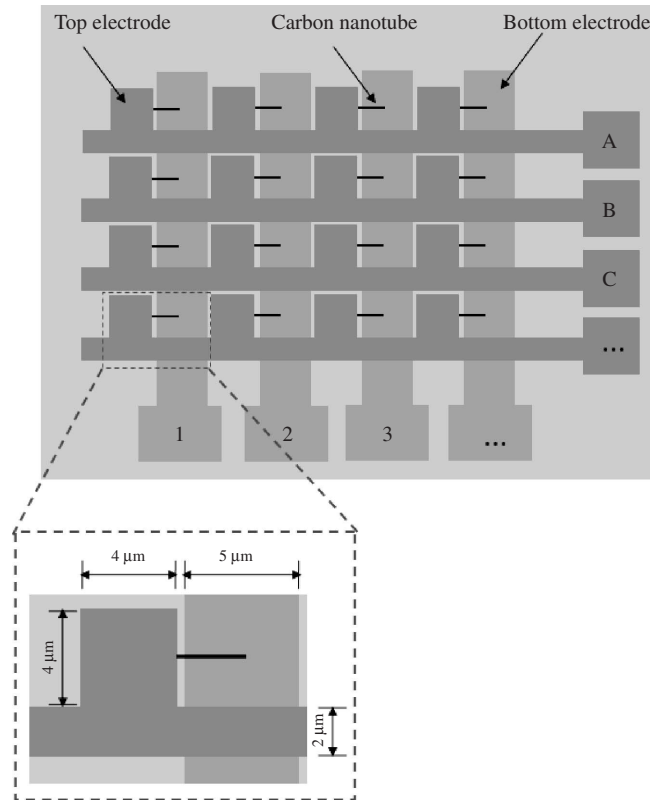 Top electrode
Carbon nanotube
Bottom electrode
A
B
C
...
1
2
3
...
4 μm
5 μm
4 μm
2 μm